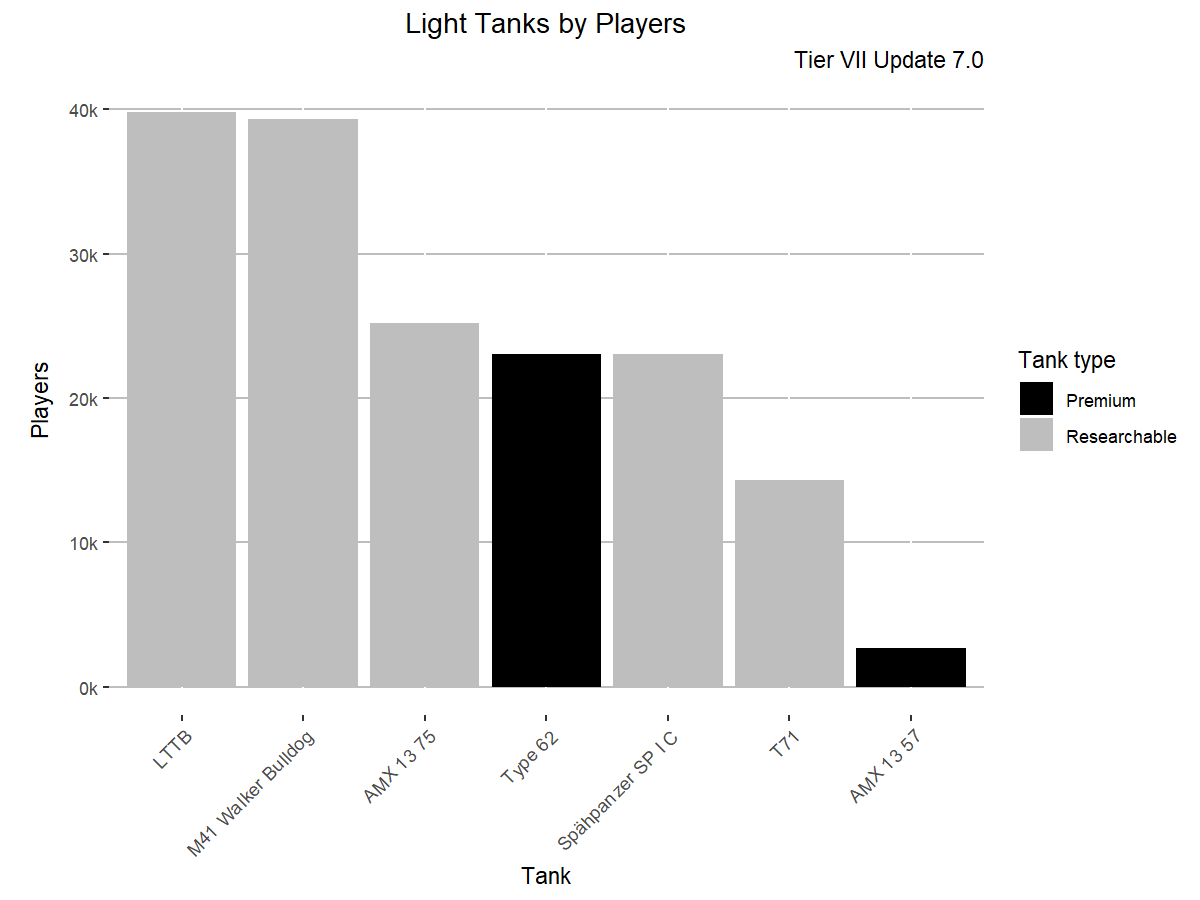 Light Tanks by Players
Tier VII Update 7.0
40k
30k
20k
10k
0k
Players
LTTB
M41 Walker Bulldog
AMX 13 75
Type 62
Spähpanzer SP I C
T71
AMX 13 57
Tank
Tank type
Premium
Researchable